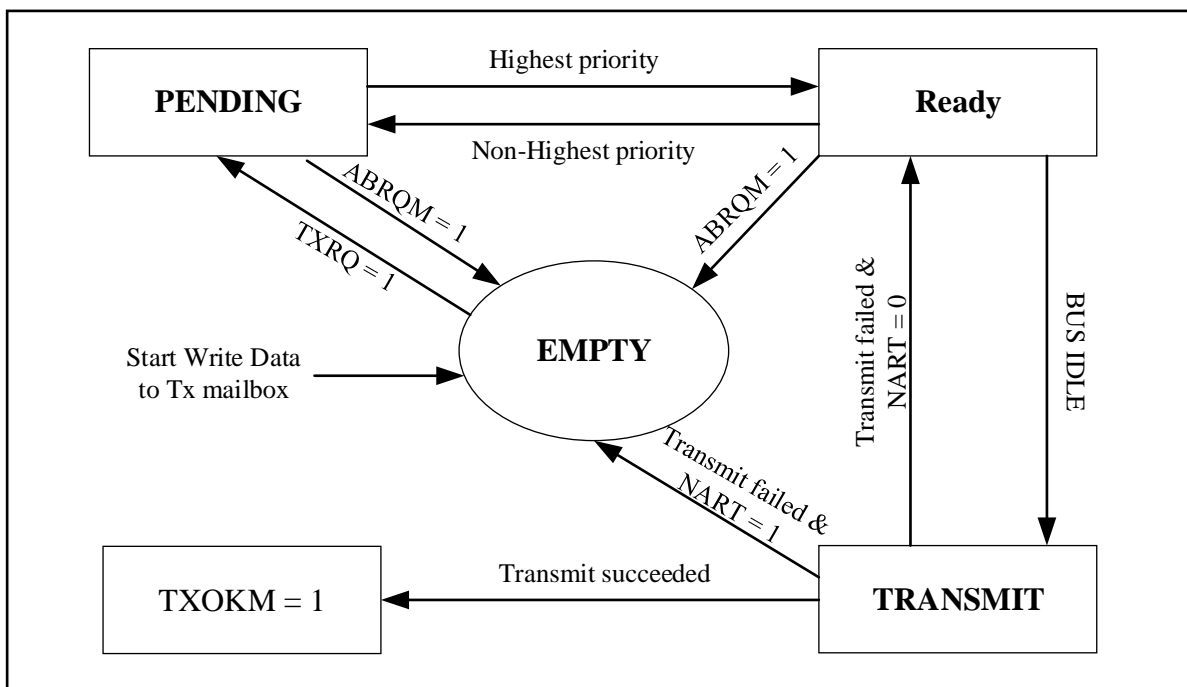 Highest priority
PENDING
Ready
Non-Highest priority
ABRQM = 1
TXRQ = 1
ABRQM = 1
Transmit failed &
NART = 0
BUS IDLE
EMPTY
Start Write Data
to Tx mailbox
Transmit failed &
NART = 1
Transmit succeeded
TXOKM = 1
TRANSMIT